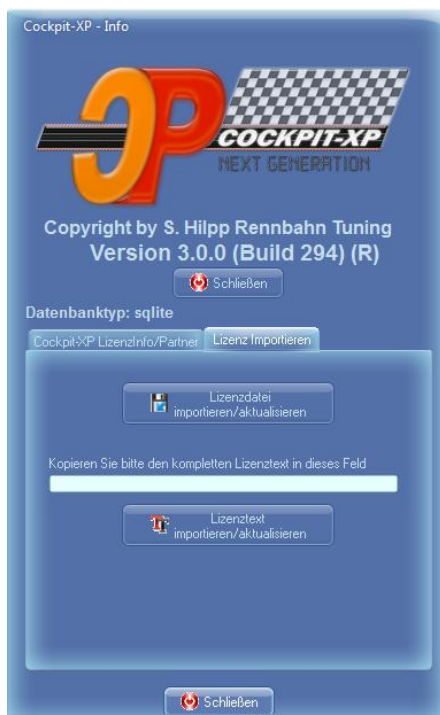 Cockpit-XP - Info
COCKPIT-XP
NEXT GENERATION
Copyright by S. Hilpp Rennbahn Tuning
Version 3.0.0 (Build 294) (R)
Schließen
Datenbanktyp: sqlite
Cockpit-XP LizenzInfo/Partner
Lizenz Importieren
Lizenzdatei
importieren/aktualisieren
Kopieren Sie bitte den kompletten Lizenztext in dieses Feld
Lizenztext
importieren/aktualisieren
Schließen